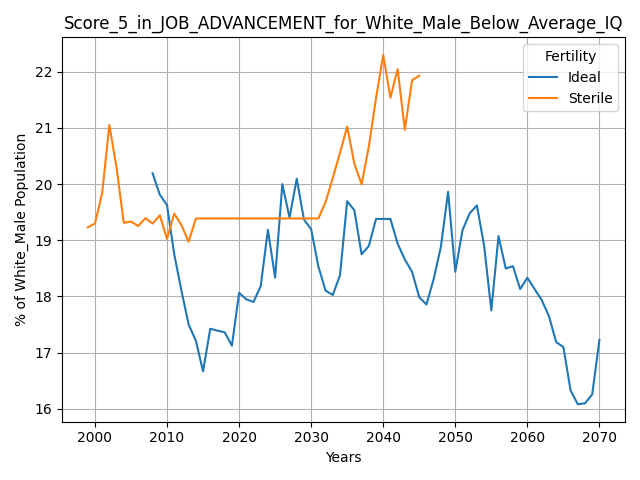 Score_5_in_JOB_ADVANCEMENT_for_White_Male_Below_Average_IQ
Fertility
Ideal
Sterile
% of White_Male Population
22
21
20
19
18
17
16
2000 2010 2020 2030 2040 2050 2060 2070
Years